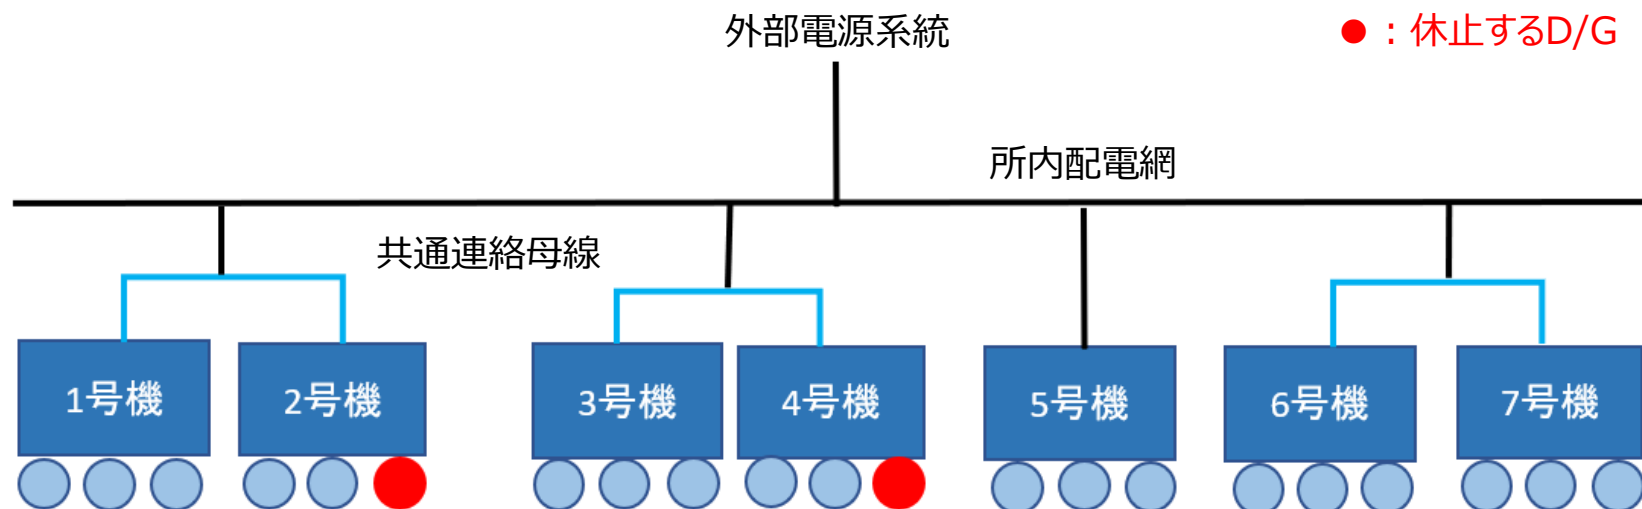 外部電源系統
●：休止するD/G
所内配電網
共通連絡母線
1号機
2号機
3号機
4号機
5号機
6号機
7号機